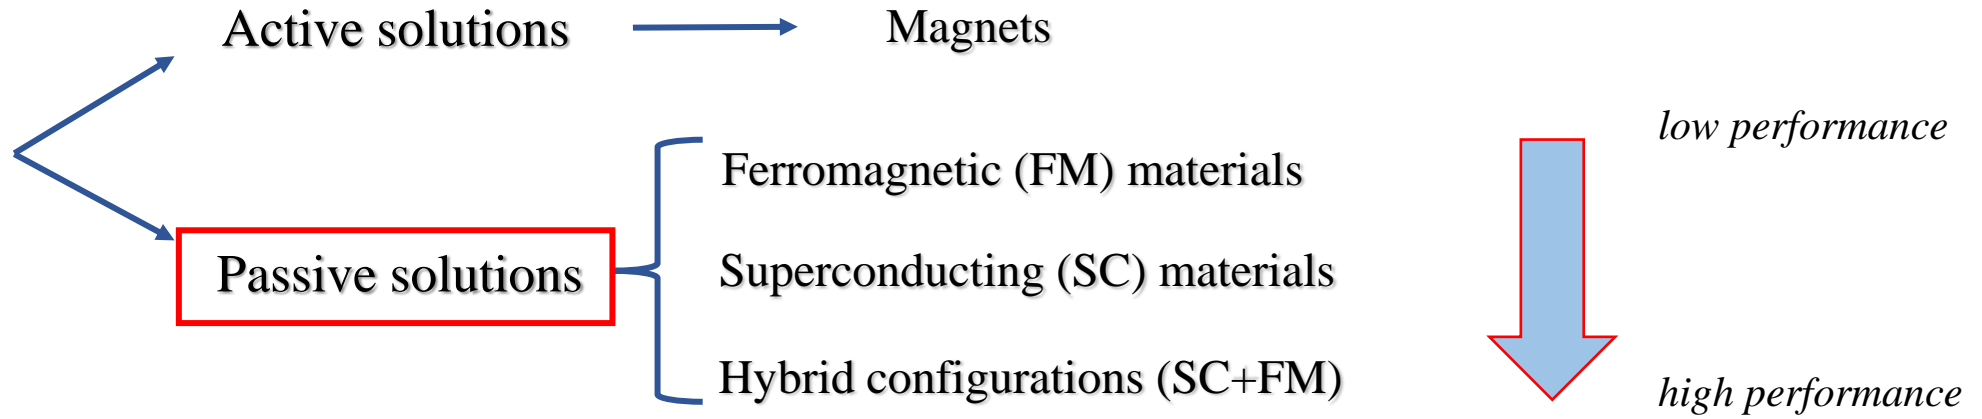 Active solutions
Magnets
low performance
Ferromagnetic (FM) materials
Passive solutions
Superconducting (SC) materials
Hybrid configurations (SC+FM)
high performance